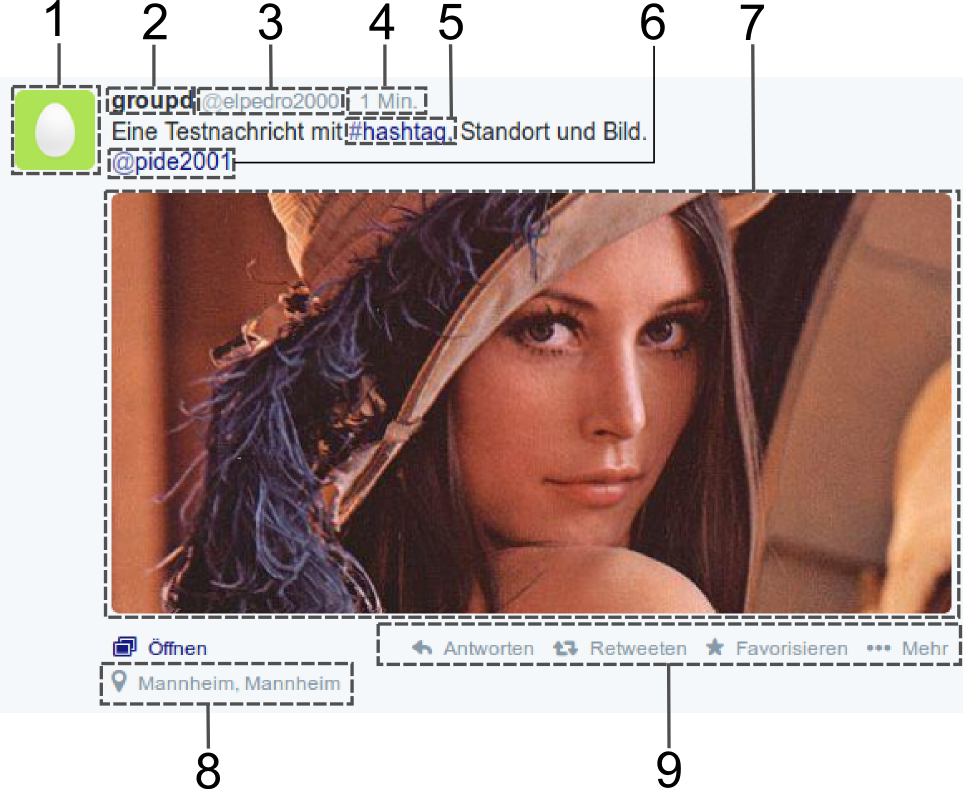 1 2 3 4 5 6 7
groupd @elpedro2000 1 Min.
Eine Testnachricht mit #hashtag, Standort und Bild.
@pide2001
Öffnen Antworten Retweeten Favorisieren Mehr
Mannheim, Mannheim
8 9